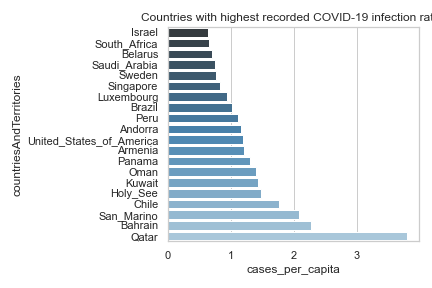 Countries with highest recorded COVID-19 infection rat
Israel
South_Africa
Belarus
Saudi_Arabia
Sweden
Singapore
Luxembourg
Brazil
Peru
Andorra
United_States_of_America
Armenia
Panama
Oman
Kuwait
Holy_See
Chile
San_Marino
Bahrain
Qatar
countriesAndTerritories
0 1 2 3
cases_per_capita